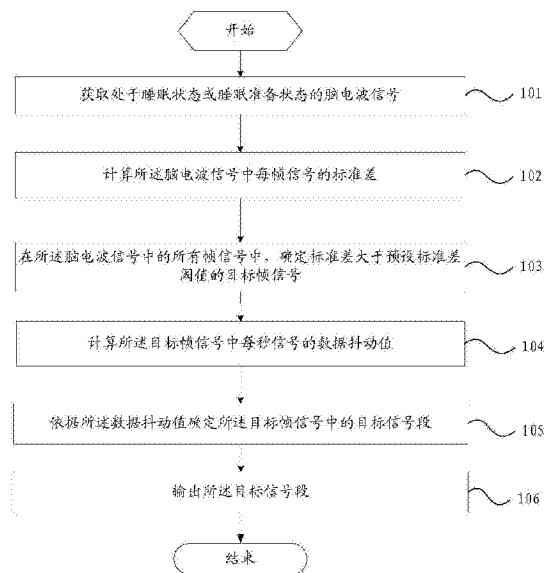 开始
获取处于睡眠状态或睡眠准备状态的脑电波信号
101
计算所述脑电波信号中每帧信号的标准差
102
在所述脑电波信号中的所有帧信号中，确定标准差大于预设标准差
阈值的目标帧信号
103
计算所述目标帧信号中每秒信号的数据抖动值
104
依据所述数据抖动值确定所述目标帧信号中的目标信号段
105
输出所述目标信号段
106
结束